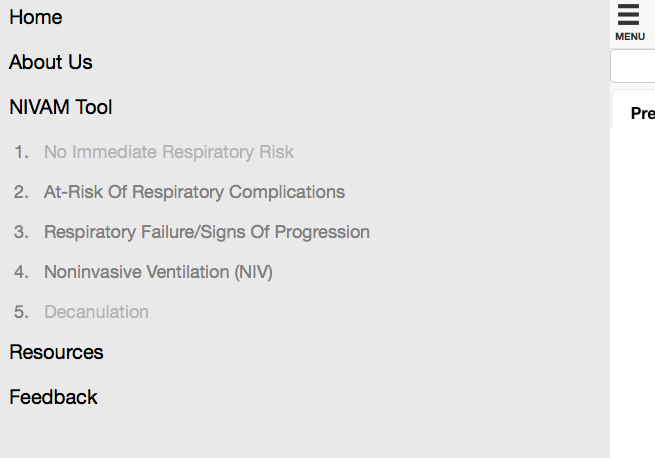 Home
About Us
NIVAM Tool
1. No Immediate Respiratory Risk
2. At-Risk Of Respiratory Complications
3. Respiratory Failure/Signs Of Progression
4. Noninvasive Ventilation (NIV)
5. Decanulation
Resources
Feedback
MENU
Pre